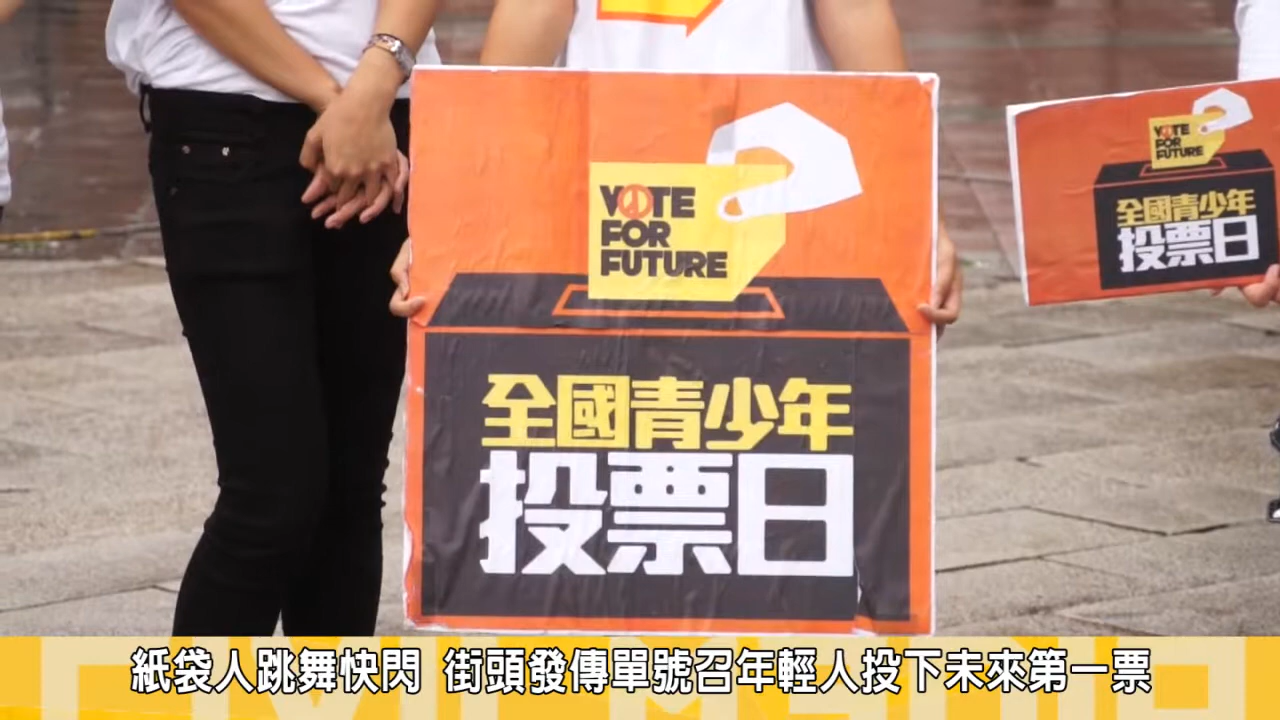 VOTE
FOR
FUTURE
全國青少年
投票日
VOTE
FOR
FUTURE
全國青少年
投票日
紙袋人跳舞快閃 街頭發傳單號召年輕人投下未來第一票